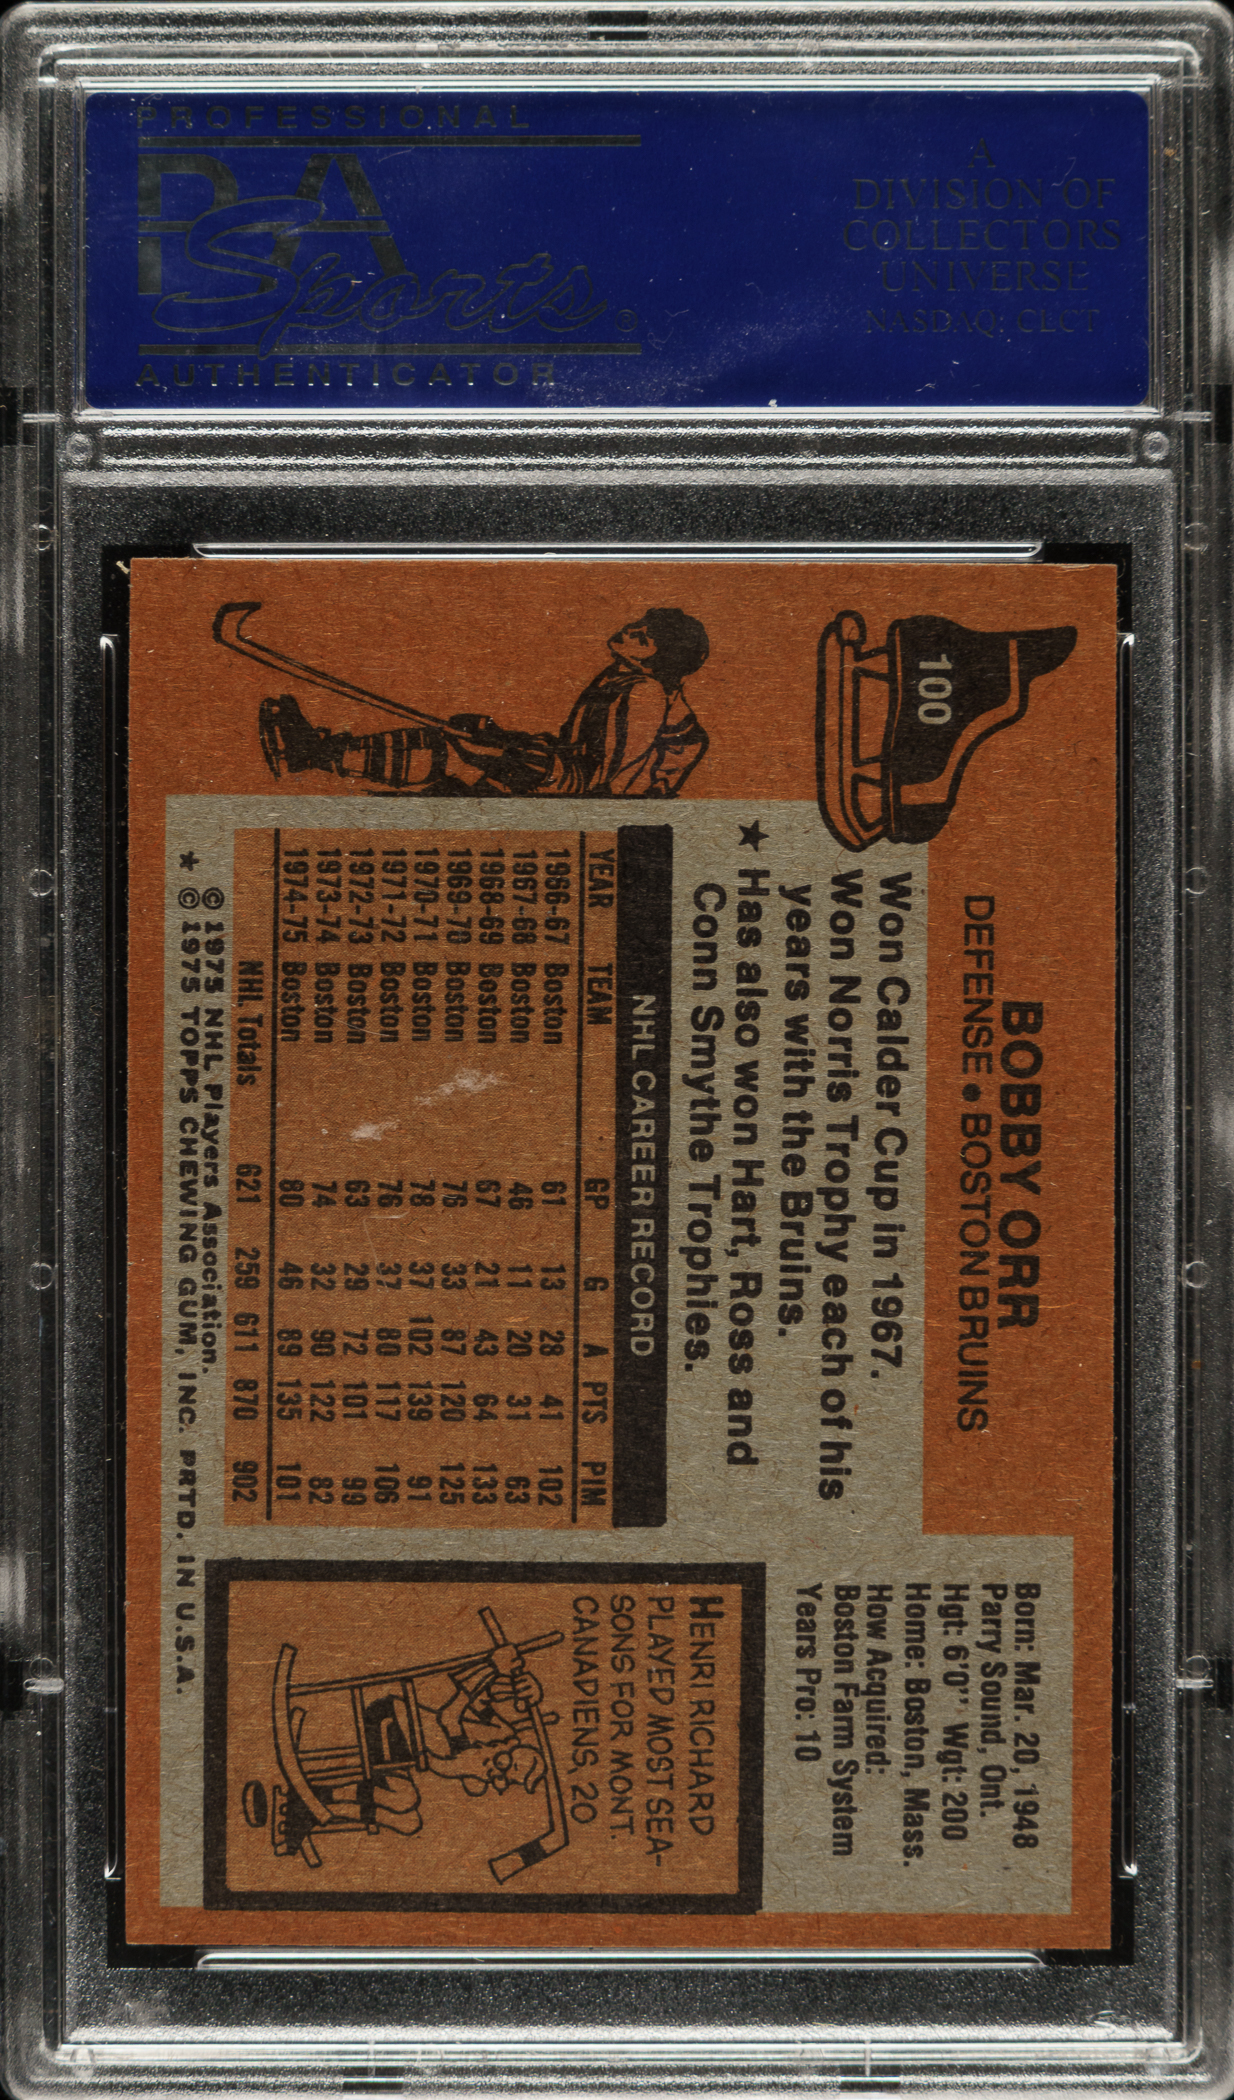 PROFESSIONAL
PSA
Sports®
AUTHENTICATOR
A
DIVISION OF
COLLECTORS
UNIVERSE
NASDAQ: CLCT
100
BOBBY ORR
DEFENSE • BOSTON BRUINS
Won Calder Cup in 1967.
Won Norris Trophy each of his
years with the Bruins.
★ Has also won Hart, Ross and
Conn Smythe Trophies.
NHL CAREER RECORD
YEAR TEAM GP G A PTS PIM
1966-67 Boston 61 13 28 41 102
1967-68 Boston 46 11 20 31 63
1968-69 Boston 67 21 43 64 133
1969-70 Boston 76 33 87 120 125
1970-71 Boston 78 37 102 139 91
1971-72 Boston 76 37 80 117 106
1972-73 Boston 63 29 72 101 99
1973-74 Boston 74 32 90 122 82
1974-75 Boston 80 46 89 135 101
NHL Totals 621 259 611 870 902
© 1975 NHL Players Association.
★ © 1975 TOPPS CHEWING GUM, INC. PRTD. IN U.S.A.
Born: Mar. 20, 1948
Parry Sound, Ont.
Hgt: 6'0" Wgt: 200
Home: Boston, Mass.
How Acquired:
Boston Farm System
Years Pro: 10
HENRI RICHARD
PLAYED MOST SEA-
SONS FOR MONT.
CANADIENS, 20